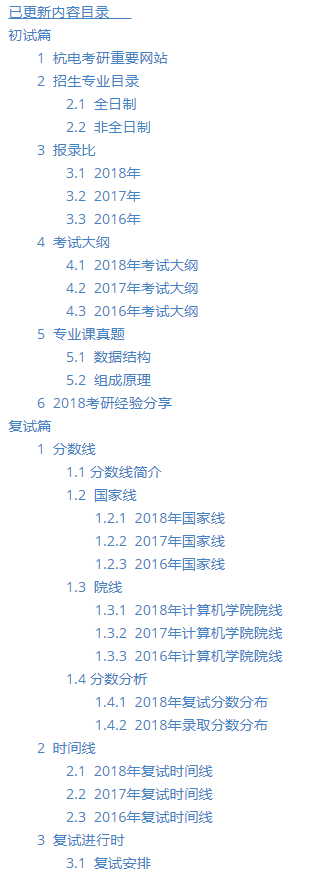 已更新内容目录
初试篇
1 杭电考研重要网站
2 招生专业目录
2.1 全日制
2.2 非全日制
3 报录比
3.1 2018年
3.2 2017年
3.3 2016年
4 考试大纲
4.1 2018年考试大纲
4.2 2017年考试大纲
4.3 2016年考试大纲
5 专业课真题
5.1 数据结构
5.2 组成原理
6 2018考研经验分享
复试篇
1 分数线
1.1 分数线简介
1.2 国家线
1.2.1 2018年国家线
1.2.2 2017年国家线
1.2.3 2016年国家线
1.3 院线
1.3.1 2018年计算机学院院线
1.3.2 2017年计算机学院院线
1.3.3 2016年计算机学院院线
1.4 分数分析
1.4.1 2018年复试分数分布
1.4.2 2018年录取分数分布
2 时间线
2.1 2018年复试时间线
2.2 2017年复试时间线
2.3 2016年复试时间线
3 复试进行时
3.1 复试安排